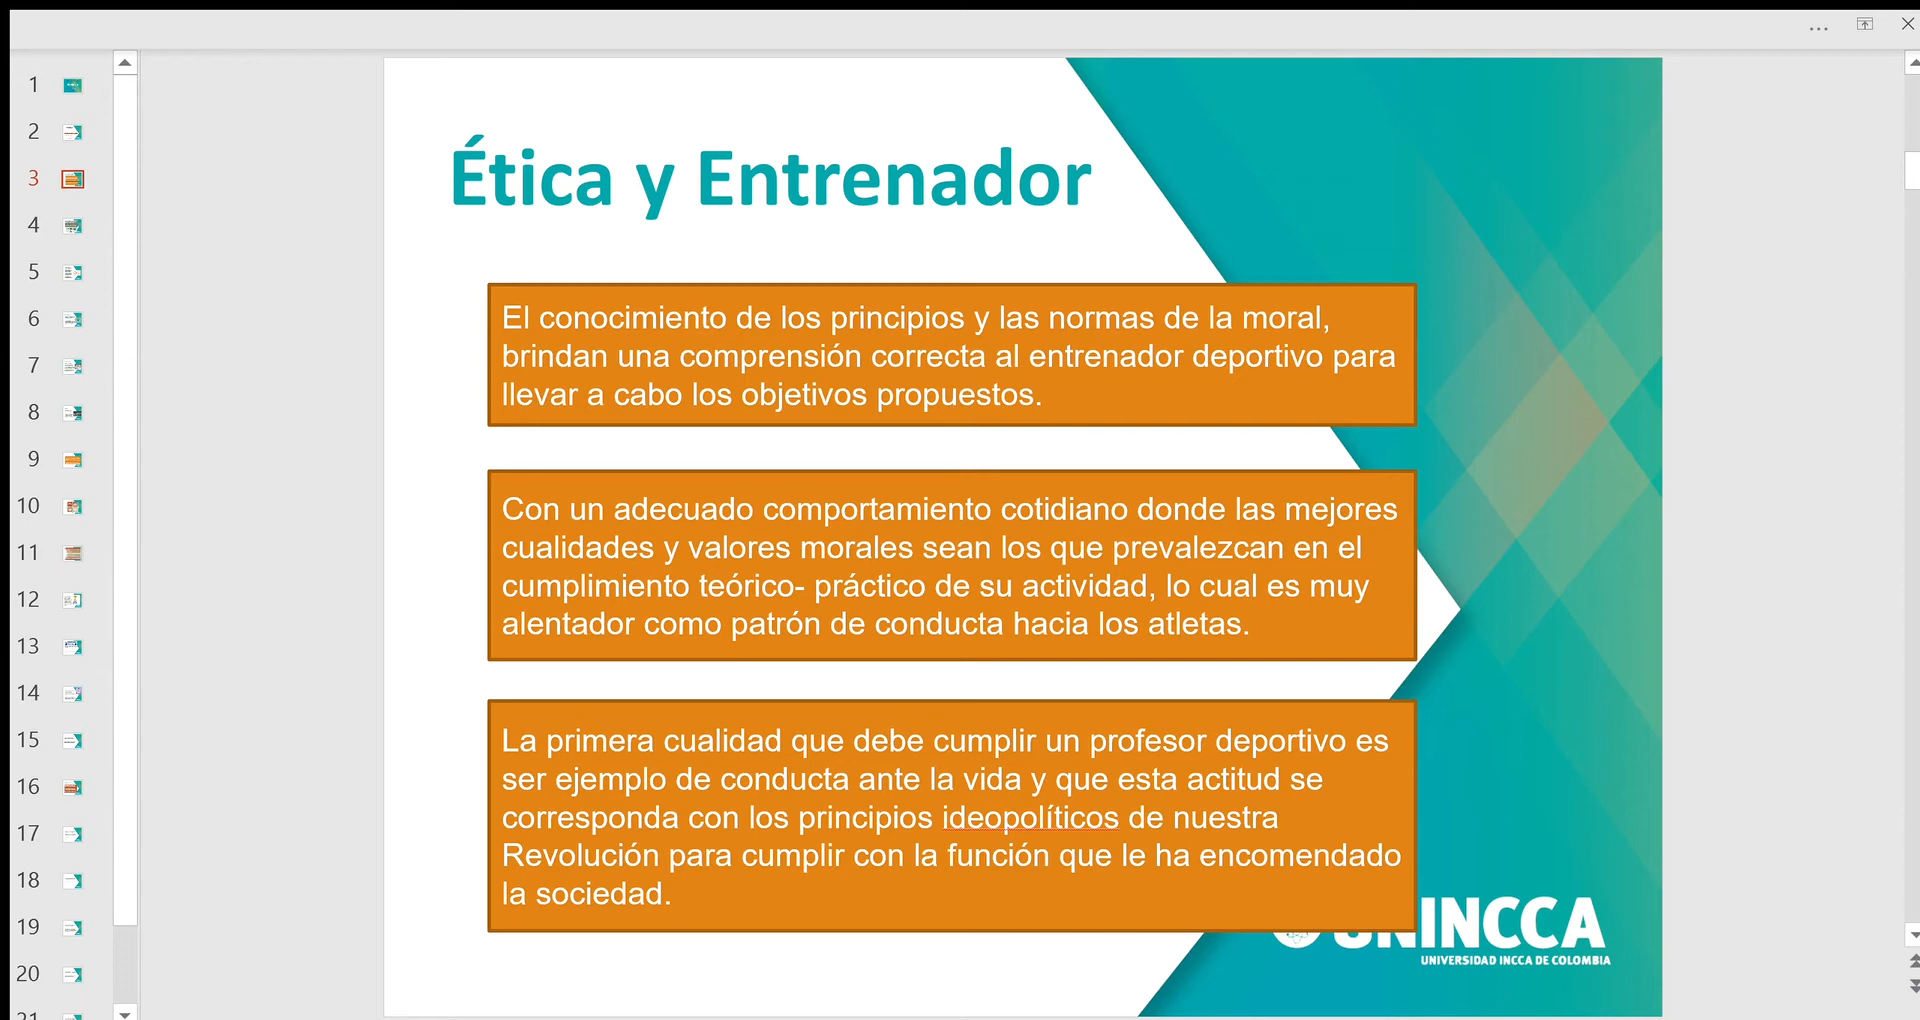 1
2
3
4
5
6
7
8
9
10
11
12
13
14
15
16
17
18
19
20
Ética y Entrenador
El conocimiento de los principios y las normas de la moral,
brindan una comprensión correcta al entrenador deportivo para
llevar a cabo los objetivos propuestos.
Con un adecuado comportamiento cotidiano donde las mejores
cualidades y valores morales sean los que prevalezcan en el
cumplimiento teórico- práctico de su actividad, lo cual es muy
alentador como patrón de conducta hacia los atletas.
La primera cualidad que debe cumplir un profesor deportivo es
ser ejemplo de conducta ante la vida y que esta actitud se
corresponda con los principios ideopolíticos de nuestra
Revolución para cumplir con la función que le ha encomendado
la sociedad.
UNINCCA
UNIVERSIDAD INCCA DE COLOMBIA